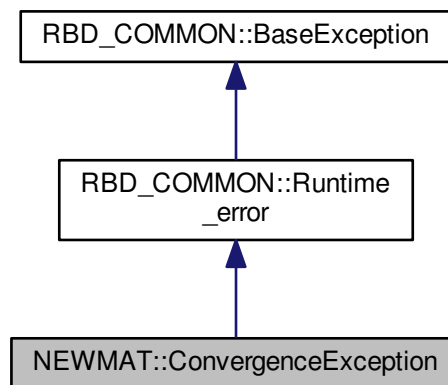 RBD_COMMON::BaseException
RBD_COMMON::Runtime
_error
NEWMAT::ConvergenceException